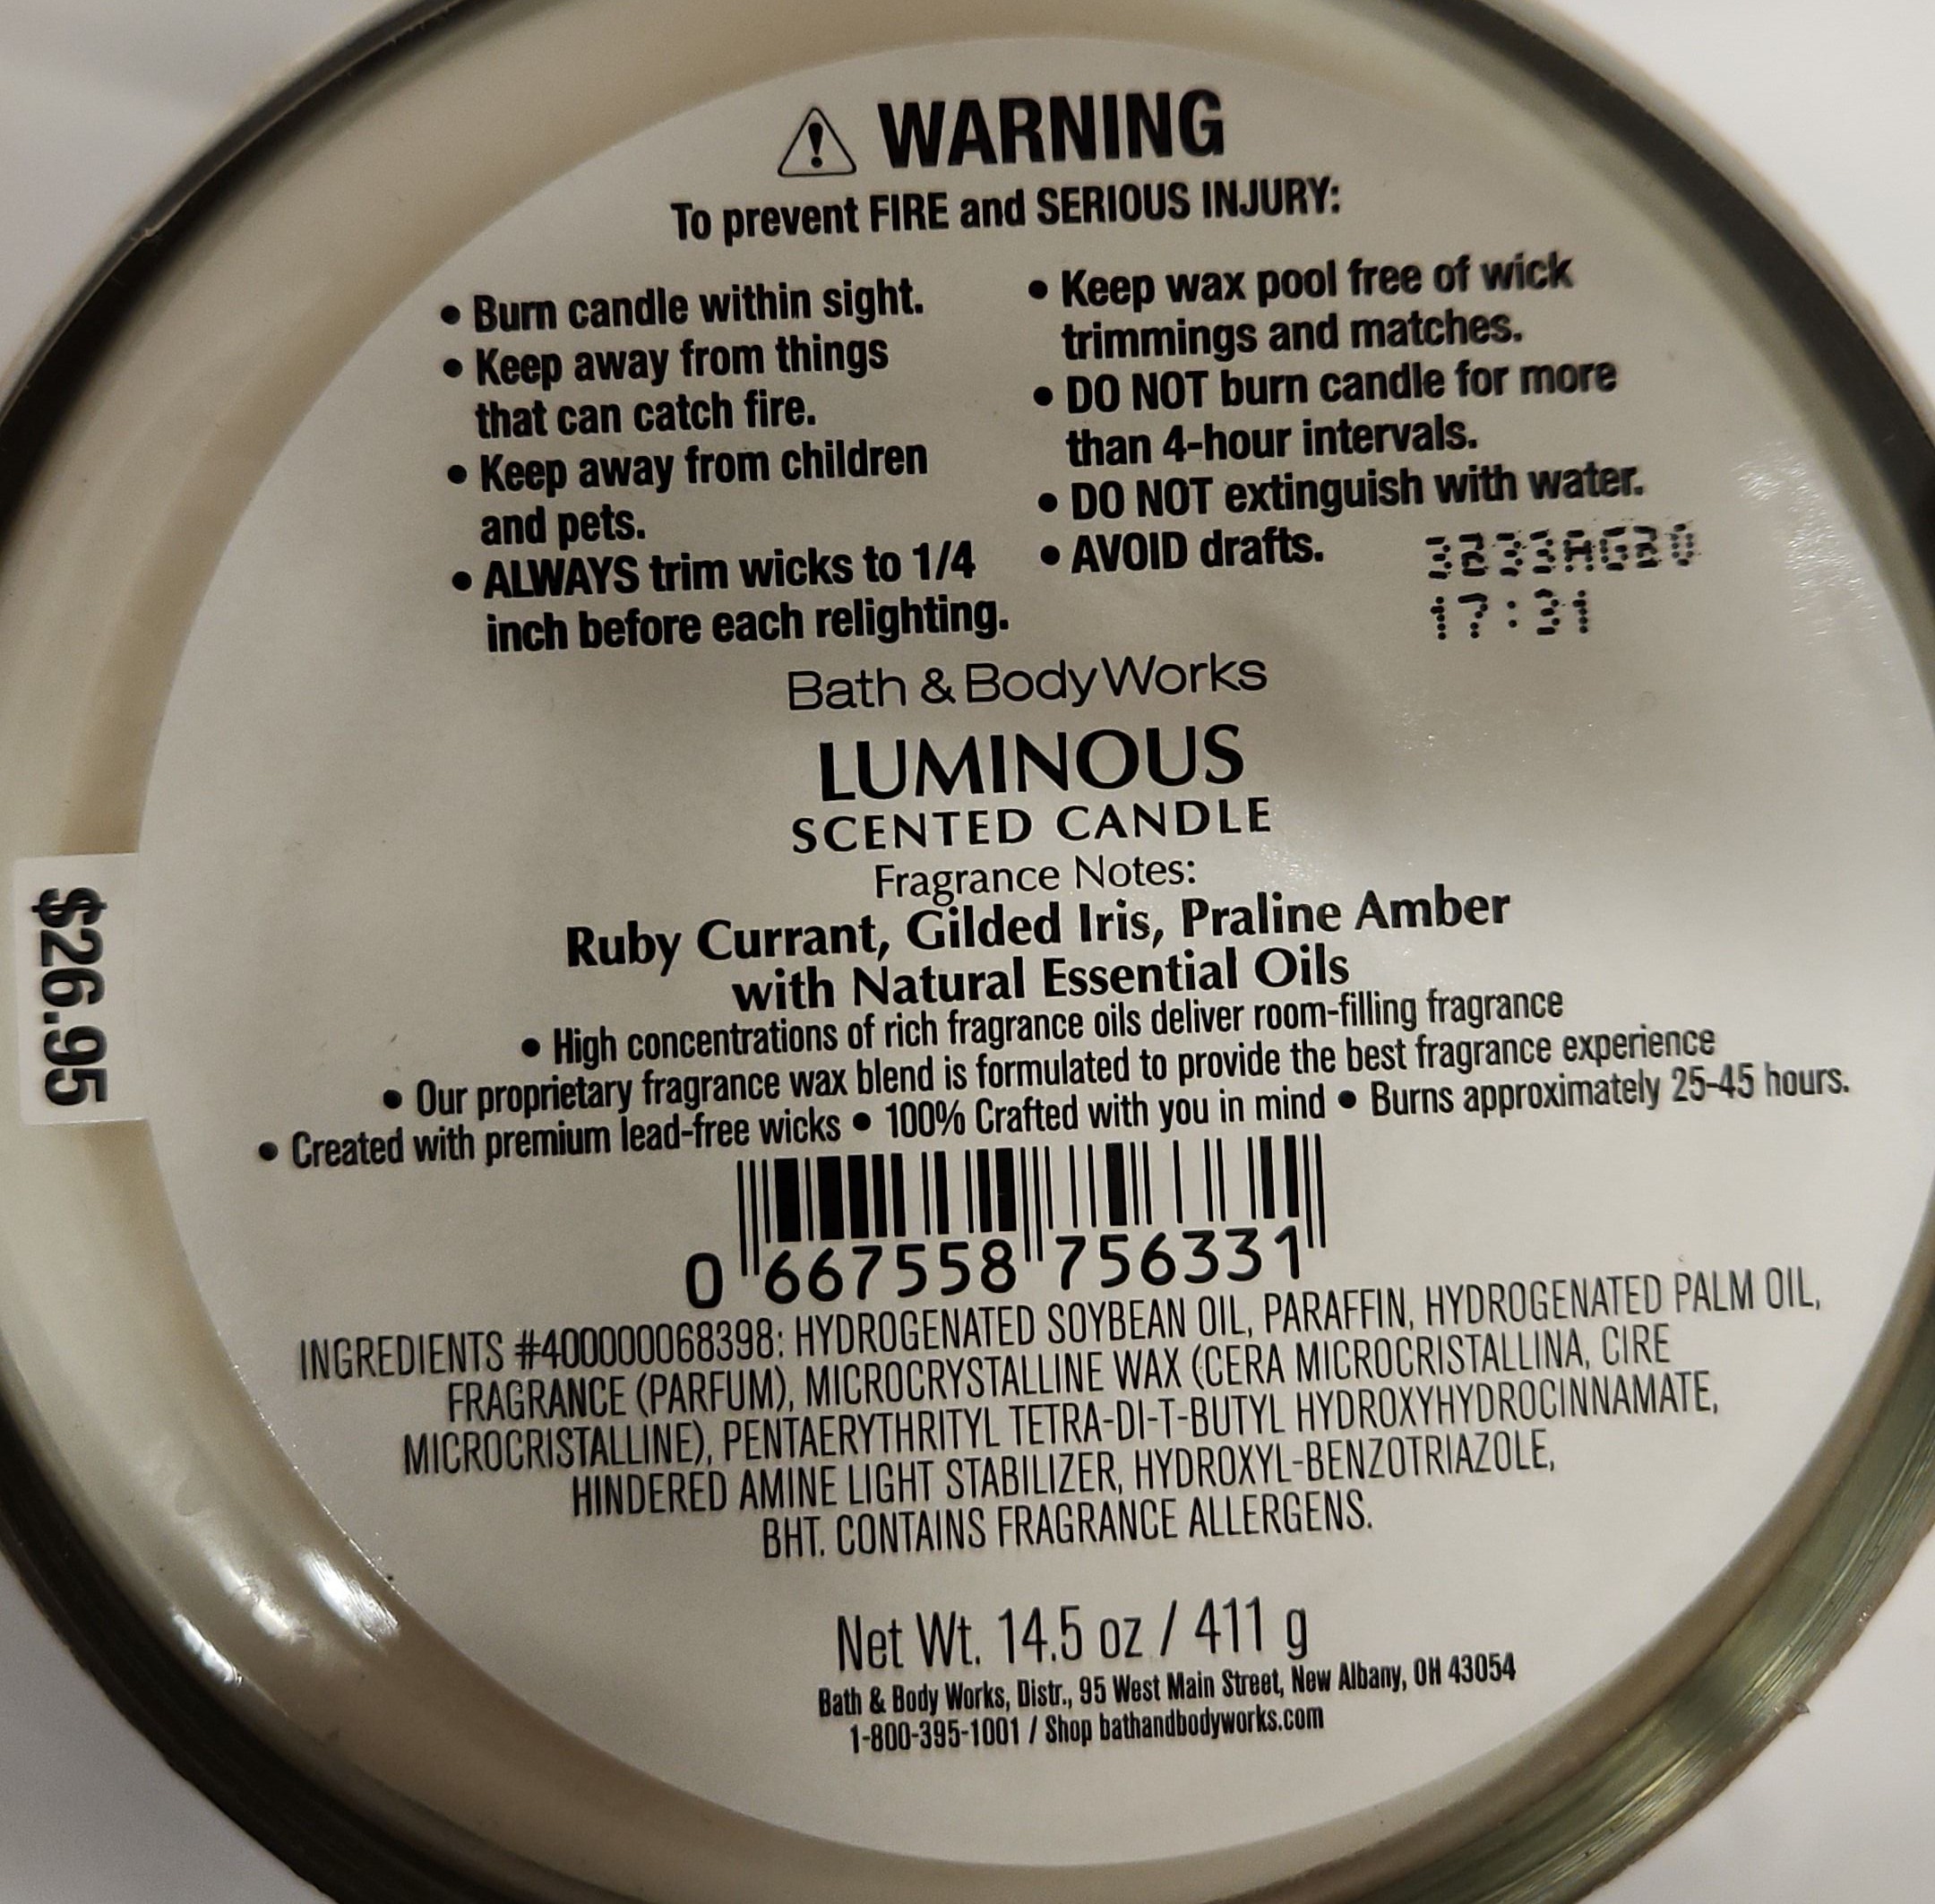 ⚠ WARNING
To prevent FIRE and SERIOUS INJURY:
• Burn candle within sight.
• Keep away from things
that can catch fire.
• Keep away from children
and pets.
• ALWAYS trim wicks to 1/4
inch before each relighting.
• Keep wax pool free of wick
trimmings and matches.
• DO NOT burn candle for more
than 4-hour intervals.
• DO NOT extinguish with water.
• AVOID drafts.
3233AG20
17:31
Bath & Body Works
LUMINOUS
SCENTED CANDLE
Fragrance Notes:
Ruby Currant, Gilded Iris, Praline Amber
with Natural Essential Oils
• High concentrations of rich fragrance oils deliver room-filling fragrance
• Our proprietary fragrance wax blend is formulated to provide the best fragrance experience
• Created with premium lead-free wicks • 100% Crafted with you in mind • Burns approximately 25-45 hours.
$26.95
0 667558 756331
INGREDIENTS #400000068398: HYDROGENATED SOYBEAN OIL, PARAFFIN, HYDROGENATED PALM OIL,
FRAGRANCE (PARFUM), MICROCRYSTALLINE WAX (CERA MICROCRISTALLINA, CIRE
MICROCRISTALLINE), PENTAERYTHRITYL TETRA-DI-T-BUTYL HYDROXYHYDROCINNAMATE,
HINDERED AMINE LIGHT STABILIZER, HYDROXYL-BENZOTRIAZOLE,
BHT. CONTAINS FRAGRANCE ALLERGENS.
Net Wt. 14.5 oz / 411 g
Bath & Body Works, Distr., 95 West Main Street, New Albany, OH 43054
1-800-395-1001 / Shop bathandbodyworks.com